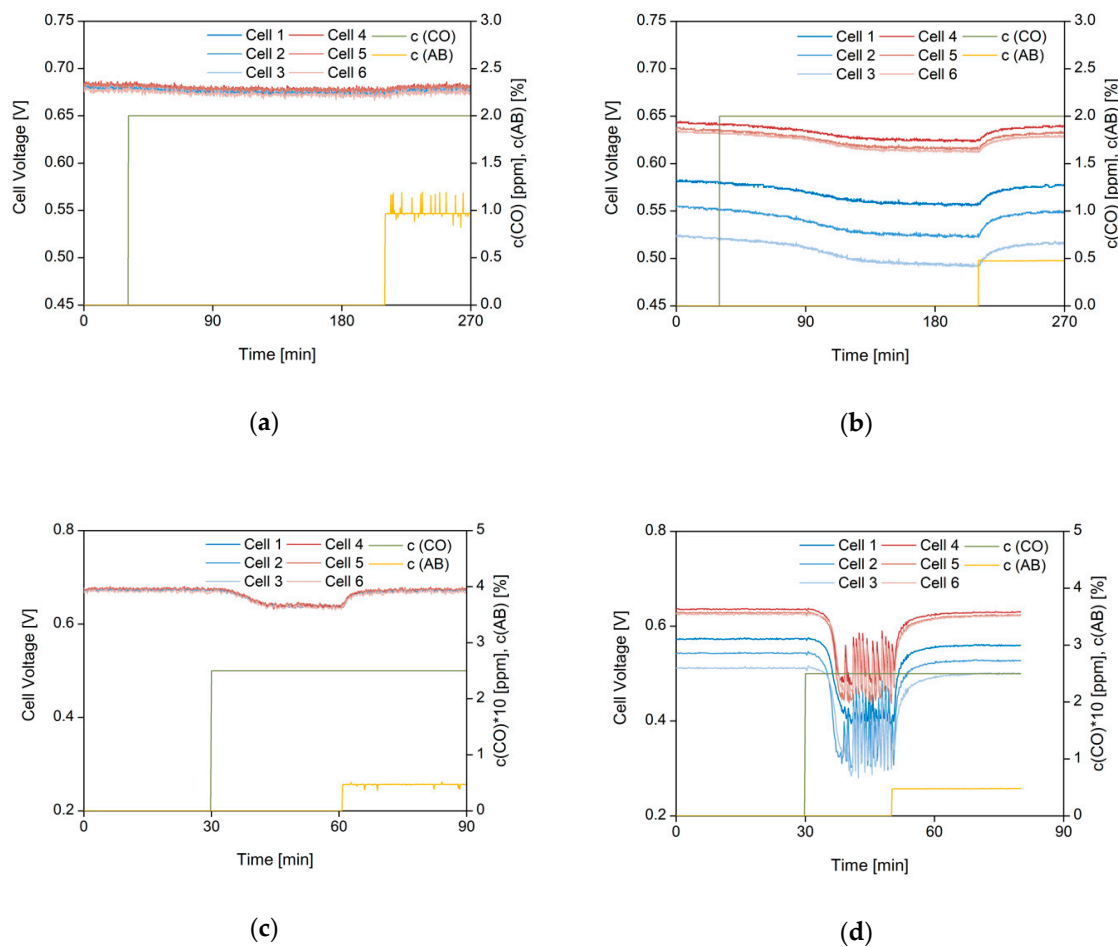 0.75
0.70
0.65
0.60
0.55
0.50
0.45
Cell Voltage [V]
Cell 1 Cell 4 c (CO)
Cell 2 Cell 5 c (AB)
Cell 3 Cell 6
3.0
2.5
2.0
1.5
1.0
0.5
0.0
c(CO) [ppm], c(AB) [%]
0 90 180 270
Time [min]
(a)
0.75
0.70
0.65
0.60
0.55
0.50
0.45
Cell Voltage [V]
Cell 1 Cell 4 c (CO)
Cell 2 Cell 5 c (AB)
Cell 3 Cell 6
3.0
2.5
2.0
1.5
1.0
0.5
0.0
c(CO) [ppm], c(AB) [%]
0 90 180 270
Time [min]
(b)
0.8
0.6
0.4
0.2
Cell Voltage [V]
Cell 1 Cell 4 c (CO)
Cell 2 Cell 5 c (AB)
Cell 3 Cell 6
5
4
3
2
1
0
c(CO)*10 [ppm], c(AB) [%]
0 30 60 90
Time [min]
(c)
0.8
0.6
0.4
0.2
Cell Voltage [V]
Cell 1 Cell 4 c (CO)
Cell 2 Cell 5 c (AB)
Cell 3 Cell 6
5
4
3
2
1
0
c(CO)*10 [ppm], c(AB) [%]
0 30 60 90
Time [min]
(d)